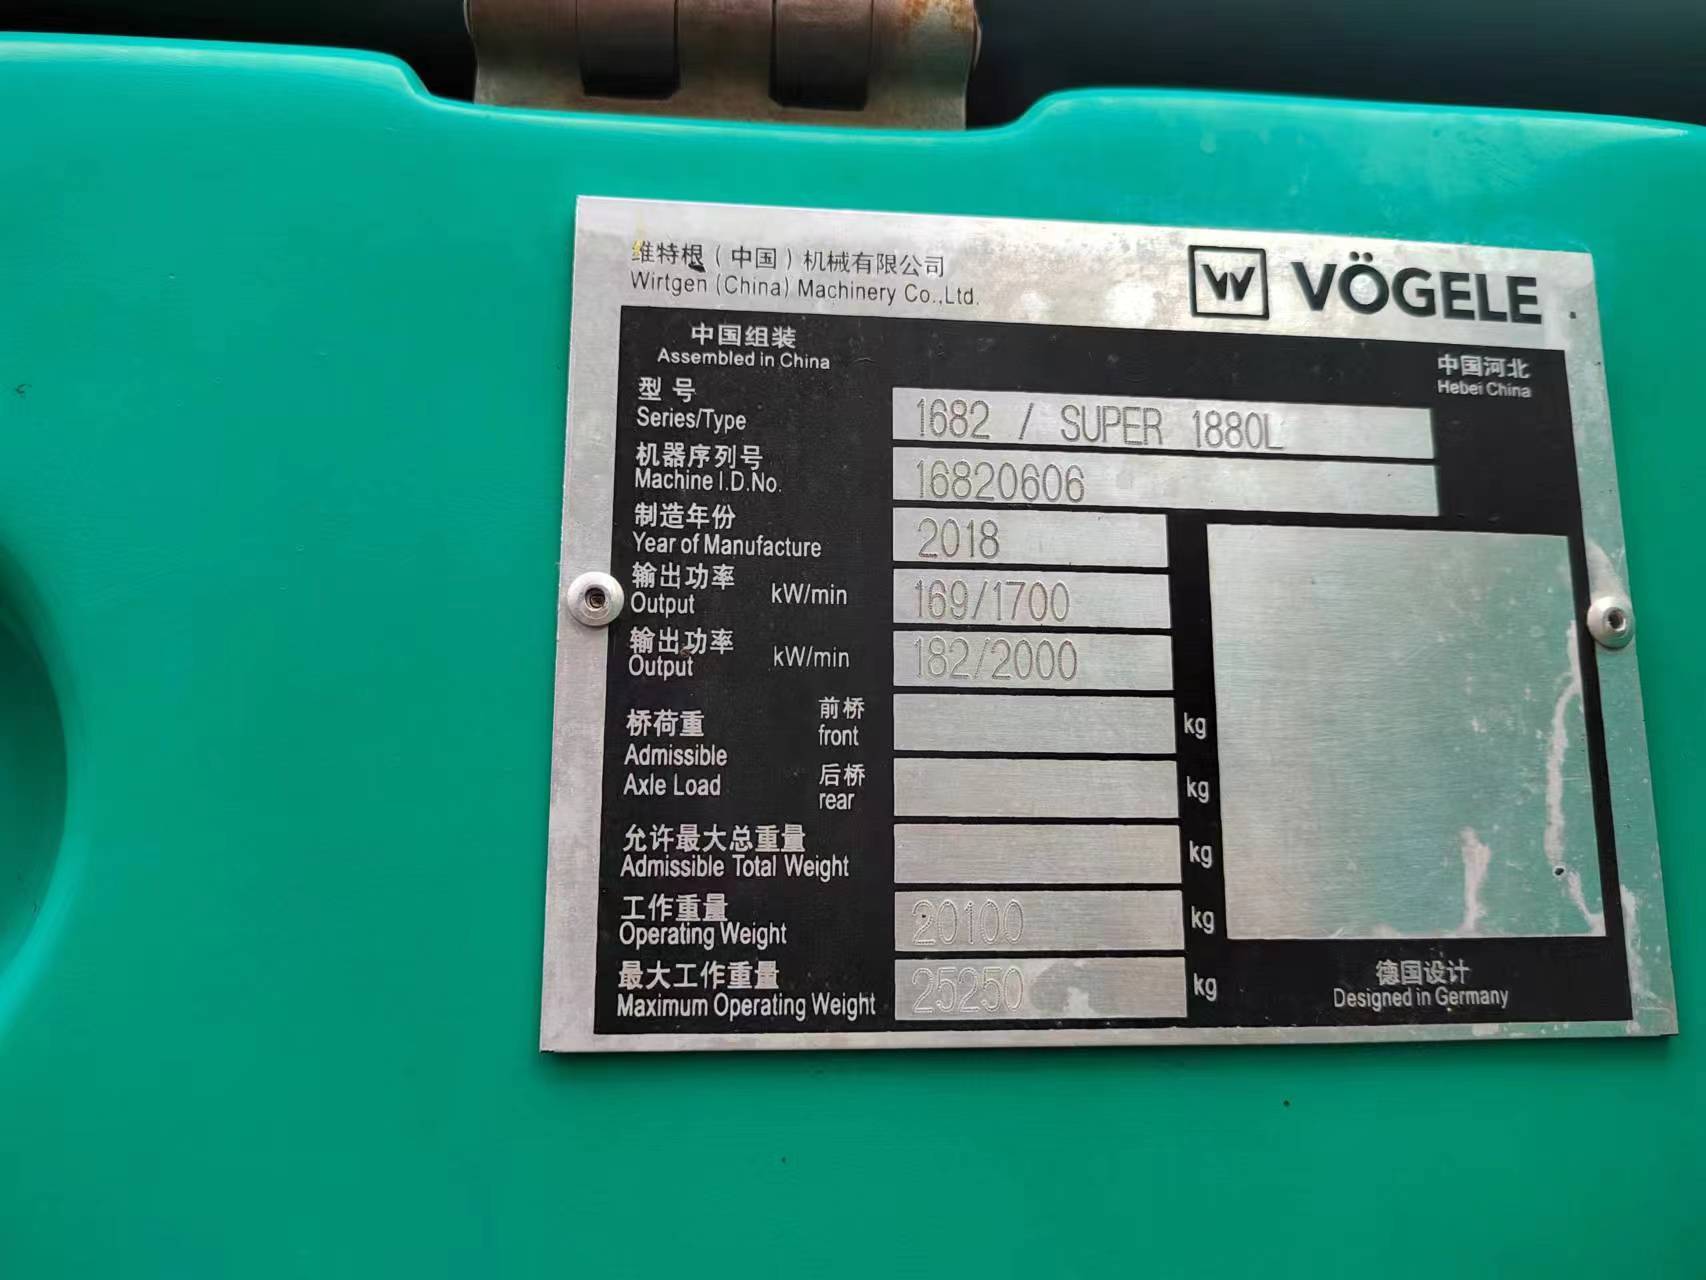 维特根（中国）机械有限公司
Wirtgen (China) Machinery Co.,Ltd.
W VÖGELE
中国组装
Assembled in China
中国河北
Hebei China
型号
Series/Type
1682 / SUPER 1880L
机器序列号
Machine I.D.No.
16820606
制造年份
Year of Manufacture
2018
输出功率
Output kW/min
169/1700
输出功率
Output kW/min
182/2000
桥荷重
Admissible
Axle Load
前桥
front
kg
后桥
rear
kg
允许最大总重量
Admissible Total Weight
kg
工作重量
Operating Weight
20100 kg
最大工作重量
Maximum Operating Weight
25250 kg
德国设计
Designed in Germany